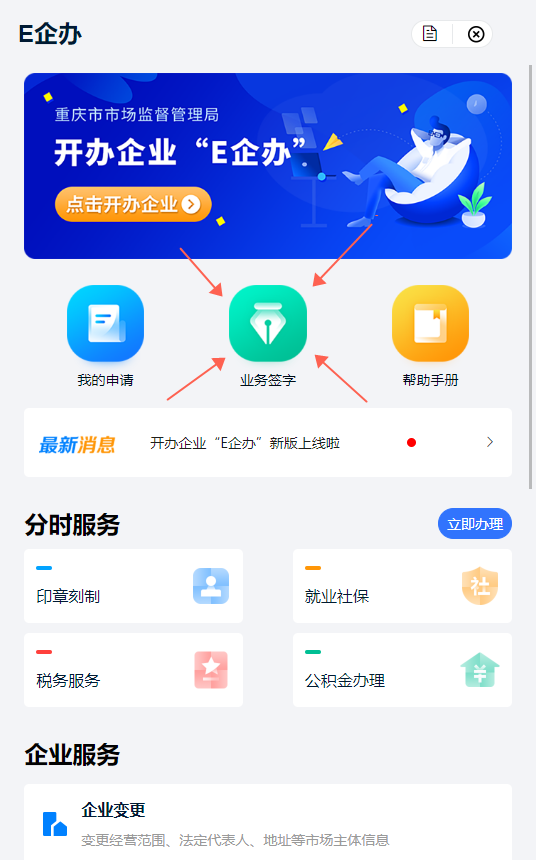 E企办
重庆市市场监督管理局
开办企业“E企办”
点击开办企业
我的申请
业务签字
帮助手册
最新消息
开办企业“E企办”新版上线啦
分时服务
立即办理
印章刻制
就业社保
社
税务服务
公积金办理
¥
企业服务
企业变更
变更经营范围、法定代表人、地址等市场主体信息